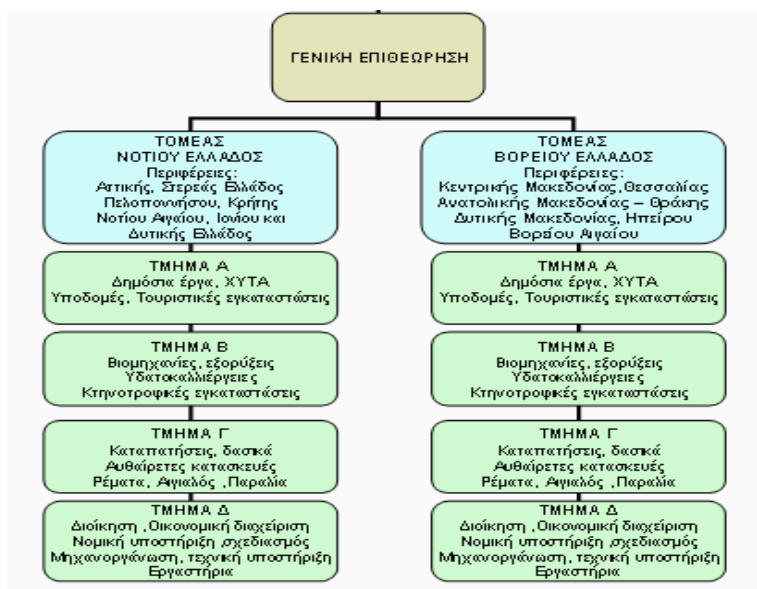 ΓΕΝΙΚΗ ΕΠΙΘΕΩΡΗΣΗ
ΤΟΜΕΑΣ
ΝΟΤΙΟΥ ΕΛΛΑΔΟΣ
Περιφέρειες:
Αττικής, Στερεάς Ελλάδος
Πελοποννήσου, Κρήτης
Νοτίου Αιγαίου, Ιονίου και
Δυτικής Ελλάδος
ΤΜΗΜΑ Α
Δημόσια έργα, ΧΥΤΑ
Υποδομές, Τουριστικές εγκαταστάσεις
ΤΜΗΜΑ Β
Βιομηχανίες, εξορύξεις
Υδατοκαλλιέργειες
Κτηνοτροφικές εγκαταστάσεις
ΤΜΗΜΑ Γ
Καταπατήσεις, δασικά
Αυθαίρετες κατασκευές
Ρέματα, Αιγιαλός ,Παραλία
ΤΜΗΜΑ Δ
Διοίκηση ,Οικονομική διαχείριση
Νομική υποστήριξη ,σχεδιασμός
Μηχανοργάνωση, τεχνική υποστήριξη
Εργαστήρια
ΤΟΜΕΑΣ
ΒΟΡΕΙΟΥ ΕΛΛΑΔΟΣ
Περιφέρειες:
Κεντρικής Μακεδονίας,Θεσσαλίας
Ανατολικής Μακεδονίας – Θράκης
Δυτικής Μακεδονίας, Ηπείρου
Βορείου Αιγαίου
ΤΜΗΜΑ Α
Δημόσια έργα, ΧΥΤΑ
Υποδομές, Τουριστικές εγκαταστάσεις
ΤΜΗΜΑ Β
Βιομηχανίες, εξορύξεις
Υδατοκαλλιέργειες
Κτηνοτροφικές εγκαταστάσεις
ΤΜΗΜΑ Γ
Καταπατήσεις, δασικά
Αυθαίρετες κατασκευές
Ρέματα, Αιγιαλός ,Παραλία
ΤΜΗΜΑ Δ
Διοίκηση ,Οικονομική διαχείριση
Νομική υποστήριξη ,σχεδιασμός
Μηχανοργάνωση, τεχνική υποστήριξη
Εργαστήρια